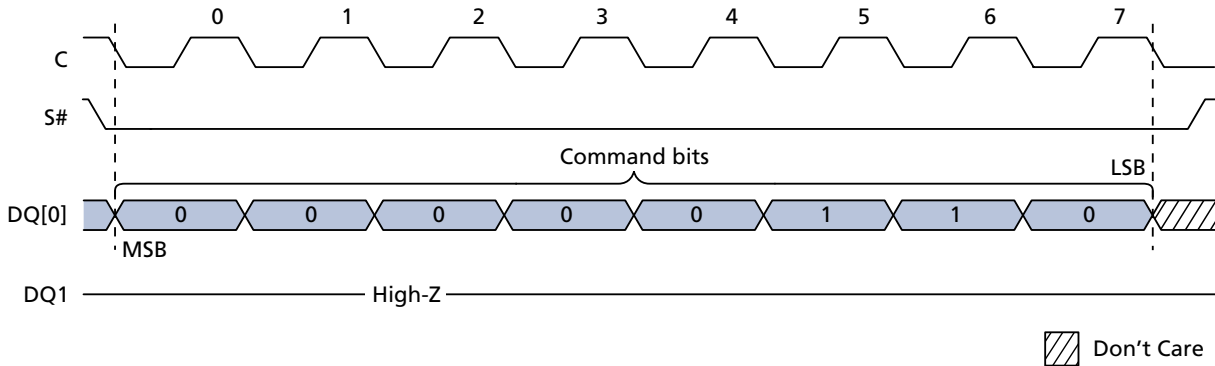 0 1 2 3 4 5 6 7
C
S#
Command bits
LSB
DQ[0] 0 0 0 0 0 1 1 0
MSB
DQ1 High-Z
Don't Care